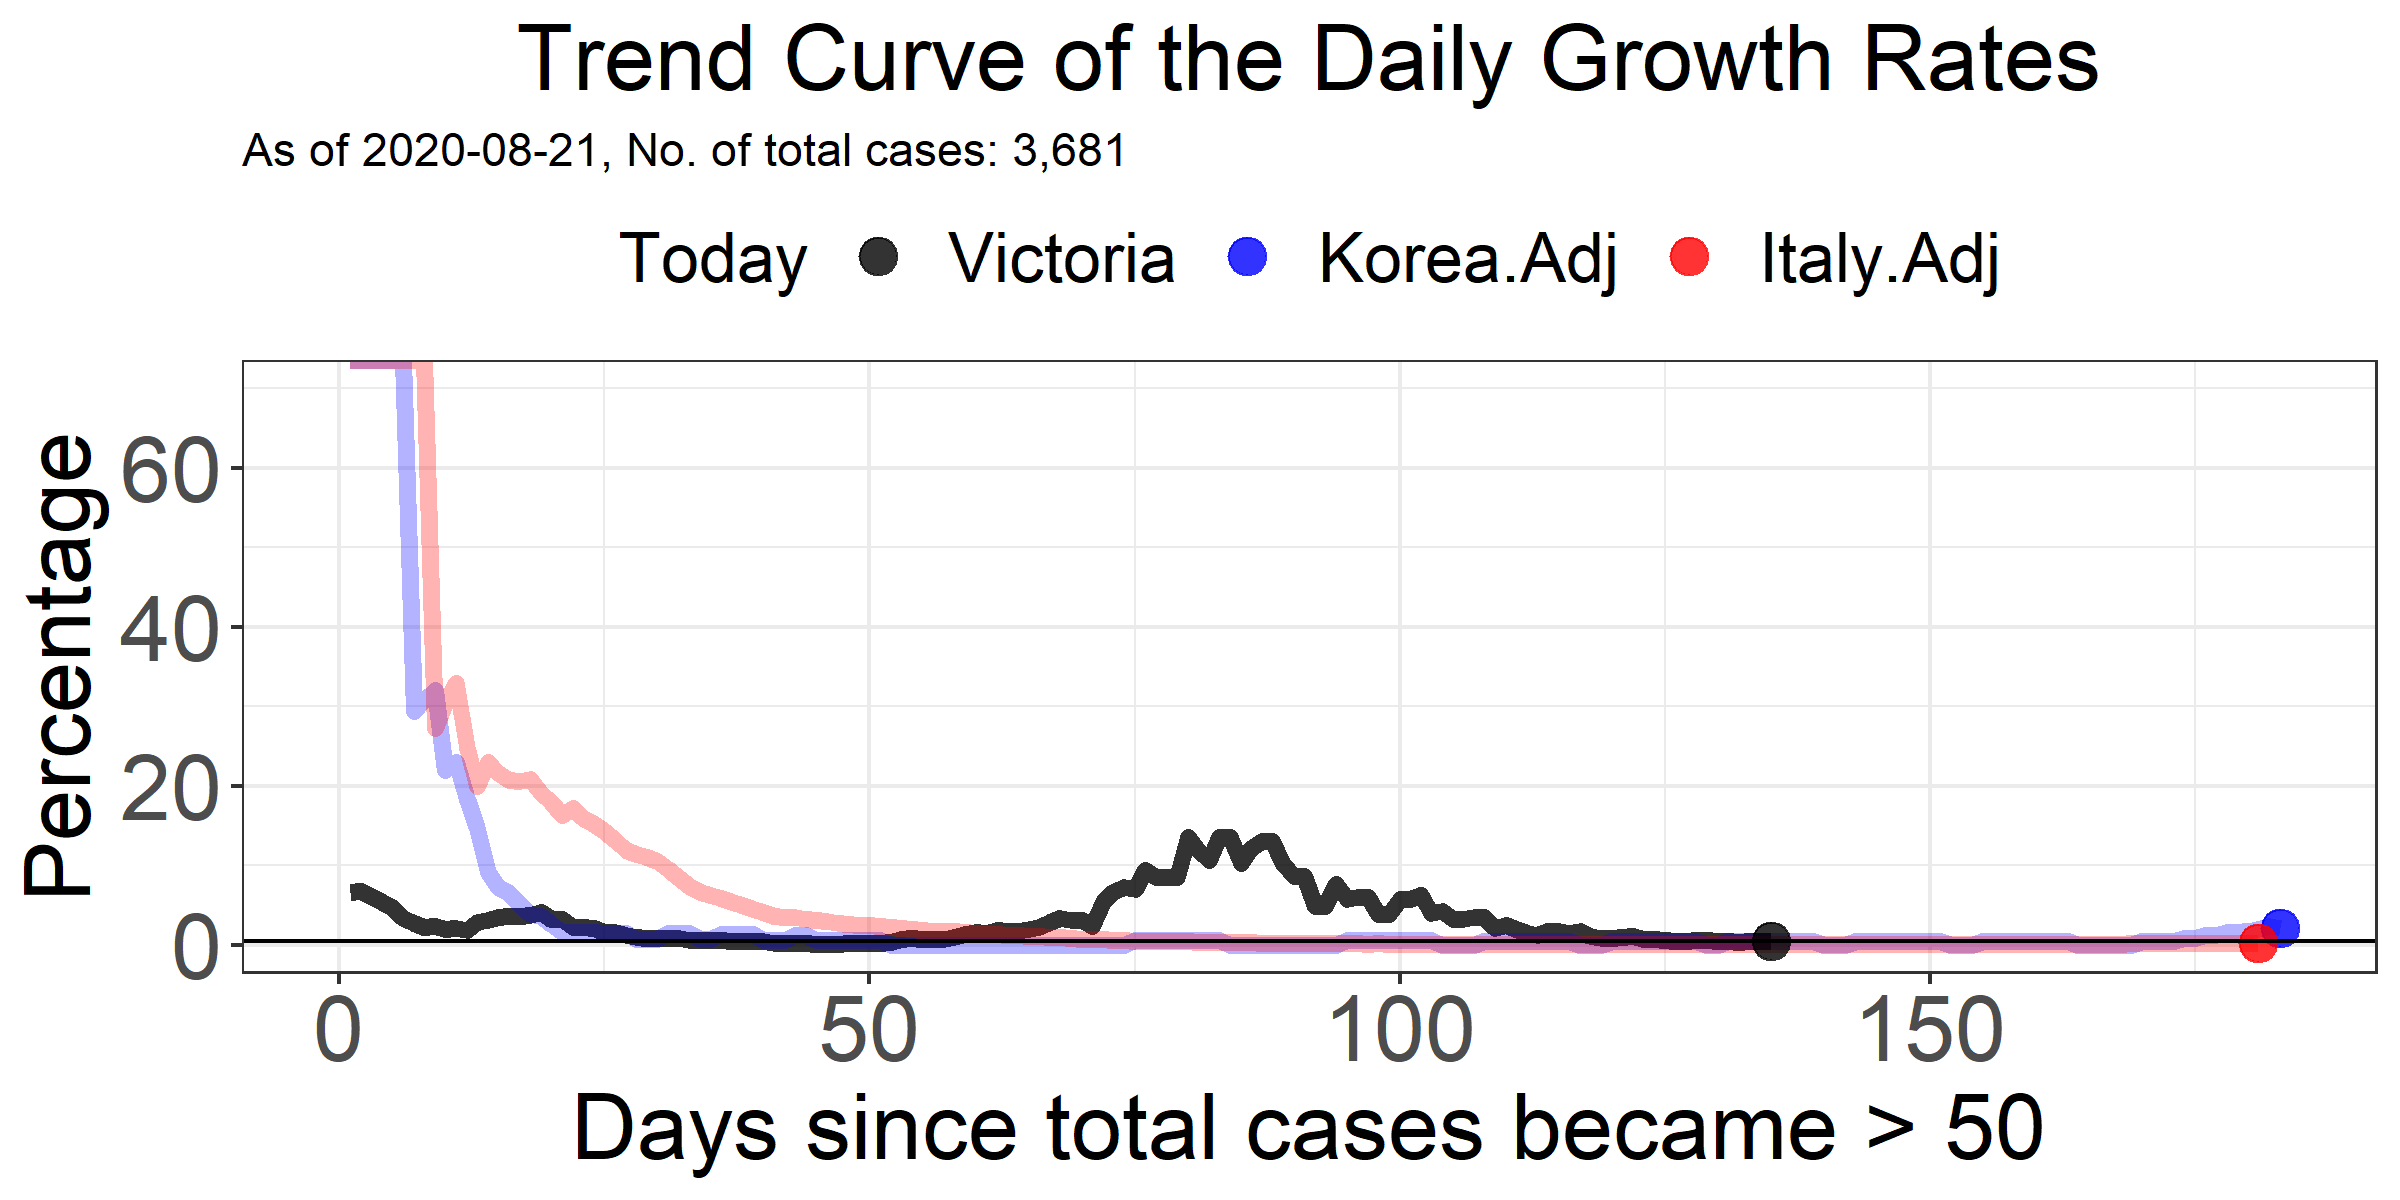 Trend Curve of the Daily Growth Rates
As of 2020-08-21, No. of total cases: 3,681
Today Victoria Korea.Adj Italy.Adj
Percentage
60
40
20
0
0 50 100 150
Days since total cases became > 50